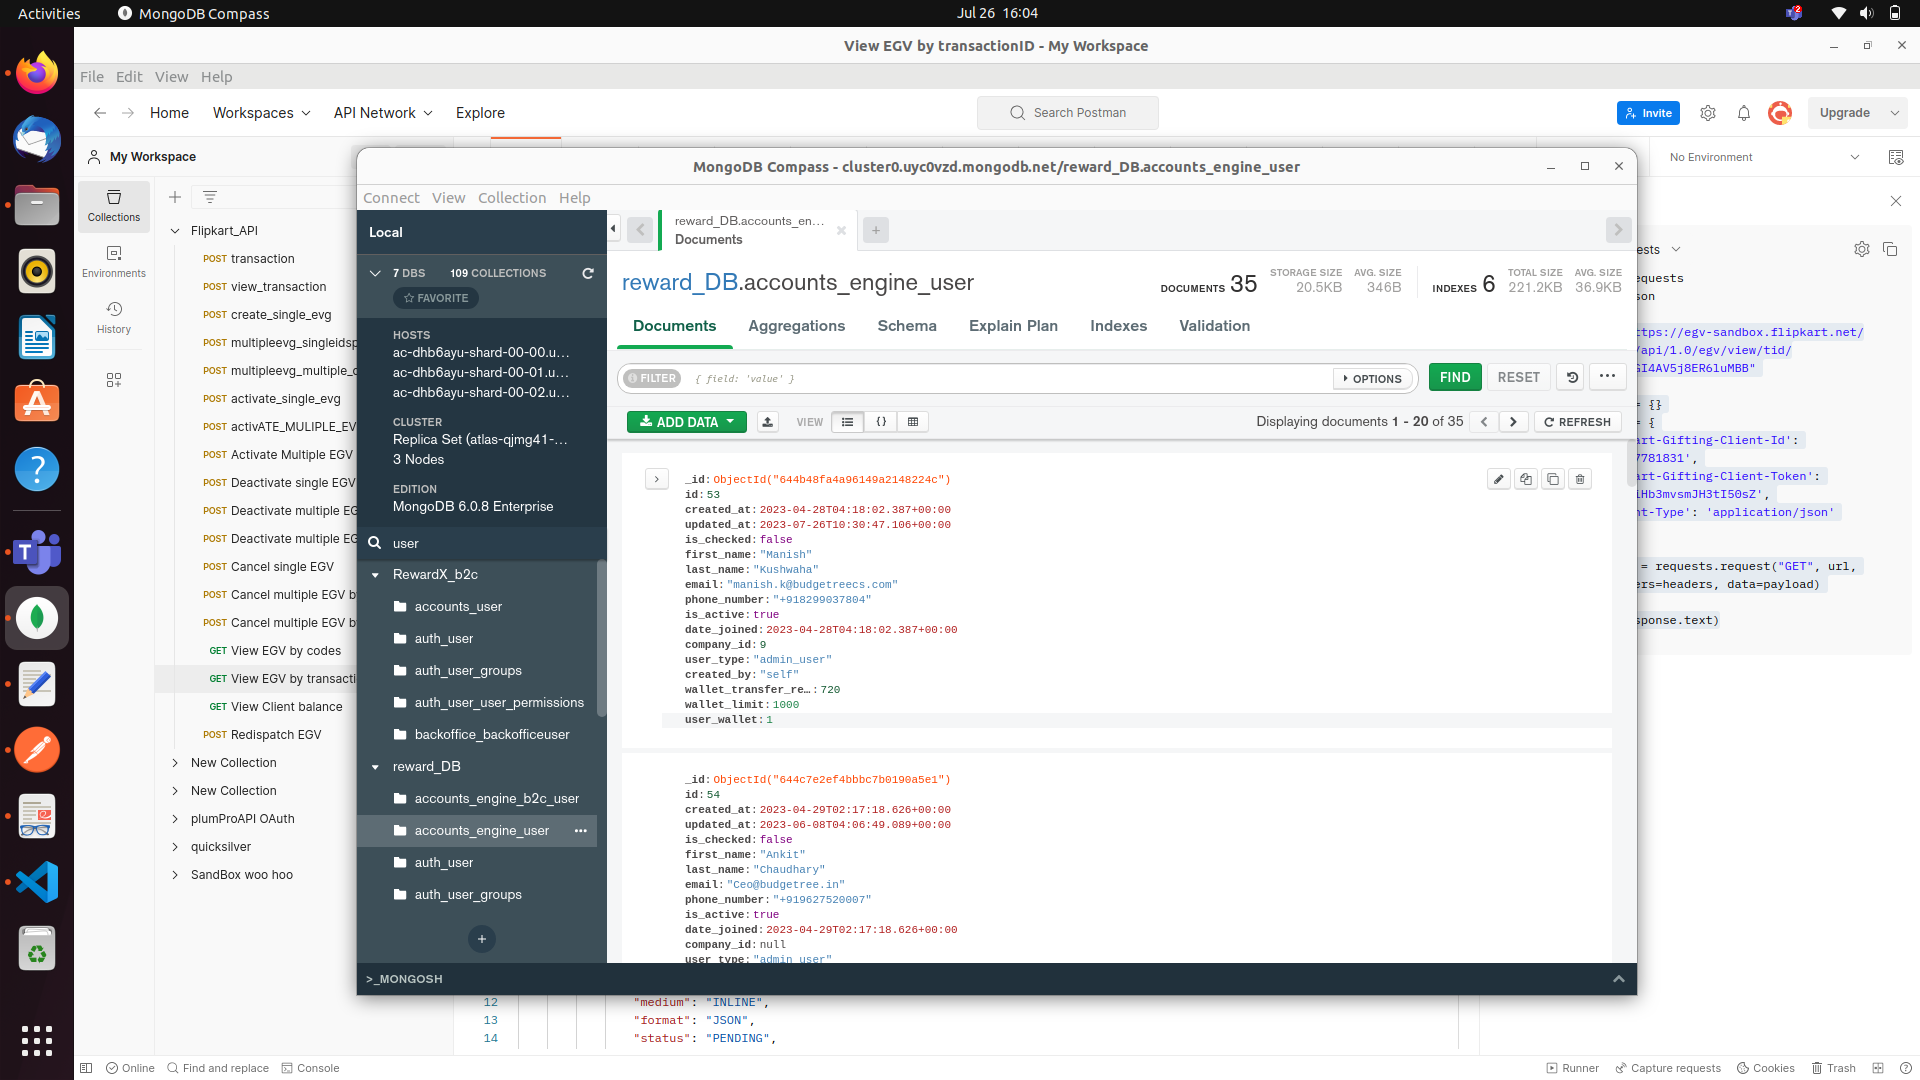 Activities
MongoDB Compass
Jul 26 16:04
2
View EGV by transactionID - My Workspace
File Edit View Help
Home Workspaces API Network Explore
Search Postman
Invite
Upgrade
My Workspace
No Environment
Collections
Environments
History
Flipkart_API
POST transaction
POST view_transaction
POST create_single_evg
POST multipleevg_singleidsp
POST multipleevg_multiple_
POST activate_single_evg
POST activATE_MULIPLE_EV
POST Activate Multiple EGV
POST Deactivate single EGV
POST Deactivate multiple EG
POST Deactivate multiple EG
POST Cancel single EGV
POST Cancel multiple EGV b
POST Cancel multiple EGV b
GET View EGV by codes
GET View EGV by transacti
GET View Client balance
POST Redispatch EGV
New Collection
New Collection
plumProAPI OAuth
quicksilver
SandBox woo hoo
MongoDB Compass - cluster0.uyc0vzd.mongodb.net/reward_DB.accounts_engine_user
Connect View Collection Help
Local
7 DBS 109 COLLECTIONS
FAVORITE
HOSTS
ac-dhb6ayu-shard-00-00.u...
ac-dhb6ayu-shard-00-01.u...
ac-dhb6ayu-shard-00-02.u...
CLUSTER
Replica Set (atlas-qjmg41-...
3 Nodes
EDITION
MongoDB 6.0.8 Enterprise
user
RewardX_b2c
accounts_user
auth_user
auth_user_groups
auth_user_user_permissions
backoffice_backofficeuser
reward_DB
accounts_engine_b2c_user
accounts_engine_user
auth_user
auth_user_groups
>_MONGOSH
reward_DB.accounts_en...
Documents
reward_DB.accounts_engine_user
DOCUMENTS 35
STORAGE SIZE 20.5KB
AVG. SIZE 346B
INDEXES 6
TOTAL SIZE 221.2KB
AVG. SIZE 36.9KB
Documents Aggregations Schema Explain Plan Indexes Validation
FILTER { field: 'value' } OPTIONS FIND RESET
ADD DATA VIEW {} Displaying documents 1 - 20 of 35 REFRESH
_id: ObjectId("644b48fa4a96149a2148224c")
id: 53
created_at: 2023-04-28T04:18:02.387+00:00
updated_at: 2023-07-26T10:30:47.106+00:00
is_checked: false
first_name: "Manish"
last_name: "Kushwaha"
email: "manish.k@budgetreecs.com"
phone_number: "+918299037804"
is_active: true
date_joined: 2023-04-28T04:18:02.387+00:00
company_id: 9
user_type: "admin_user"
created_by: "self"
wallet_transfer_re…: 720
wallet_limit: 1000
user_wallet: 1
_id: ObjectId("644c7e2ef4bbbc7b0190a5e1")
id: 54
created_at: 2023-04-29T02:17:18.626+00:00
updated_at: 2023-06-08T04:06:49.089+00:00
is_checked: false
first_name: "Ankit"
last_name: "Chaudhary"
email: "Ceo@budgetree.in"
phone_number: "+919627520007"
is_active: true
date_joined: 2023-04-29T02:17:18.626+00:00
company_id: null
user_type: "admin_user"
ests
equests
son
ttps://egv-sandbox.flipkart.net/
/api/1.0/egv/view/tid/
GI4AV5j8ER6luMBB"
= {}
= {
art-Gifting-Client-Id':
7781831',
art-Gifting-Client-Token':
iHb3mvsmJH3tI50sZ',
nt-Type': 'application/json'
= requests.request("GET", url,
ers=headers, data=payload)
sponse.text)
12 "medium": "INLINE",
13 "format": "JSON",
14 "status": "PENDING",
Online Find and replace Console
Runner Capture requests Cookies Trash